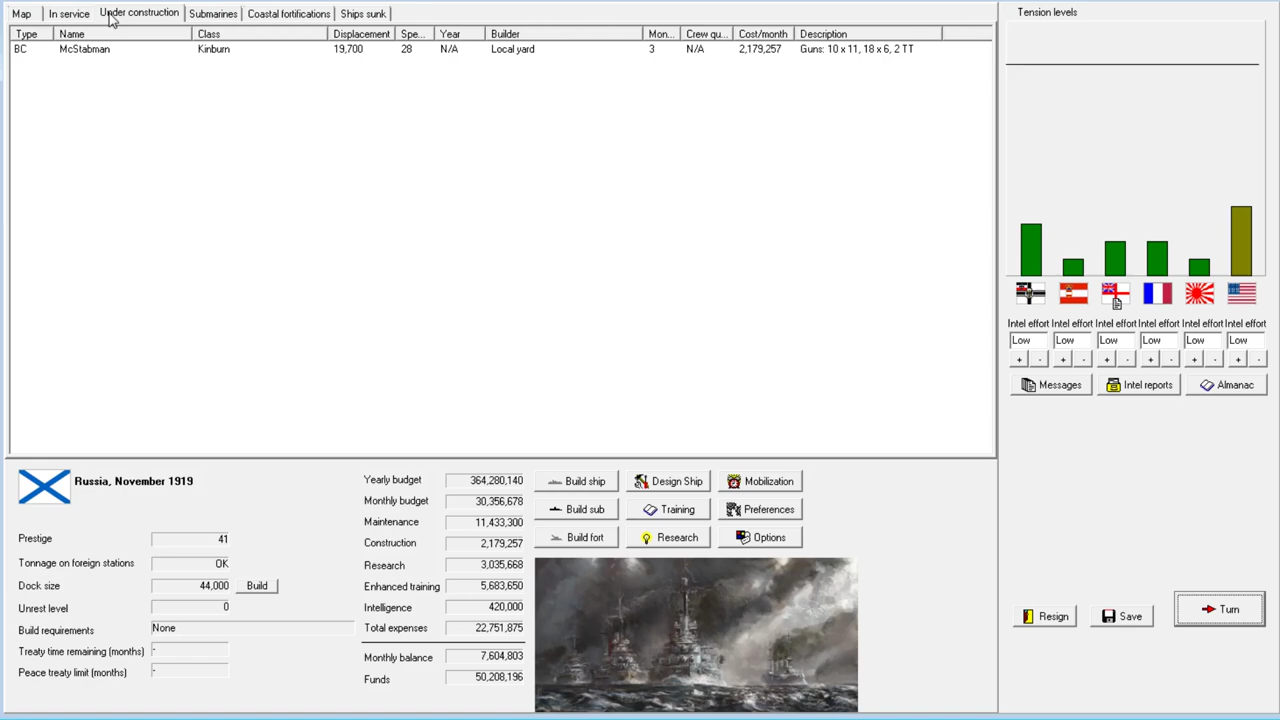 Map In service Under construction Submarines Coastal fortifications Ships sunk
Type Name Class Displacement Spe... Year Builder Mon... Crew qu... Cost/month Description
BC McStabman Kinburn 19,700 28 N/A Local yard 3 N/A 2,179,257 Guns: 10 x 11, 18 x 6, 2 TT
Tension levels
Intel effort Intel effort Intel effort Intel effort Intel effort Intel effort
Low Low Low Low Low Low
+ - + - + - + - + - + -
Messages Intel reports Almanac
Russia, November 1919
Prestige 41
Tonnage on foreign stations OK
Dock size 44,000 Build
Unrest level 0
Build requirements None
Treaty time remaining (months) -
Peace treaty limit (months) -
Yearly budget 364,280,140
Monthly budget 30,356,678
Maintenance 11,433,300
Construction 2,179,257
Research 3,035,668
Enhanced training 5,683,650
Intelligence 420,000
Total expenses 22,751,875
Monthly balance 7,604,803
Funds 50,208,196
Build ship Design Ship Mobilization
Build sub Training Preferences
Build fort Research Options
Resign Save Turn